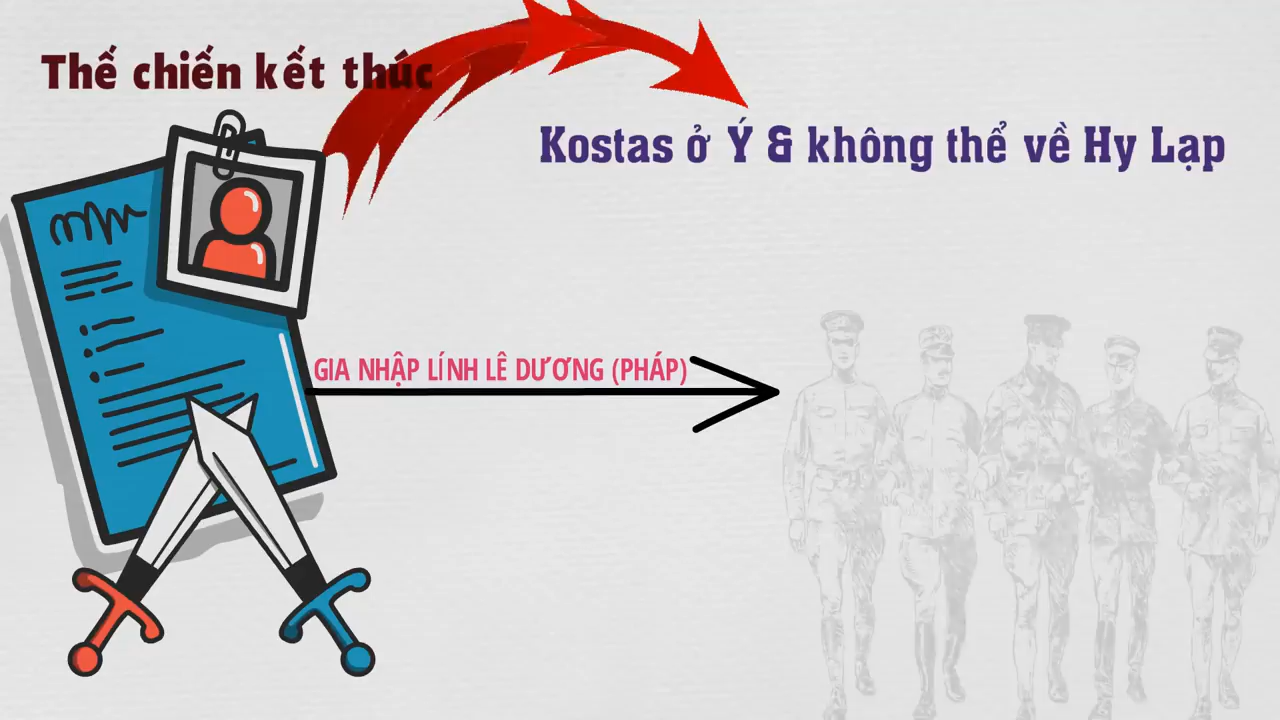 Thế chiến kết thúc
Kostas ở Ý & không thể về Hy Lạp
GIA NHẬP LÍNH LÊ DƯƠNG (PHÁP)